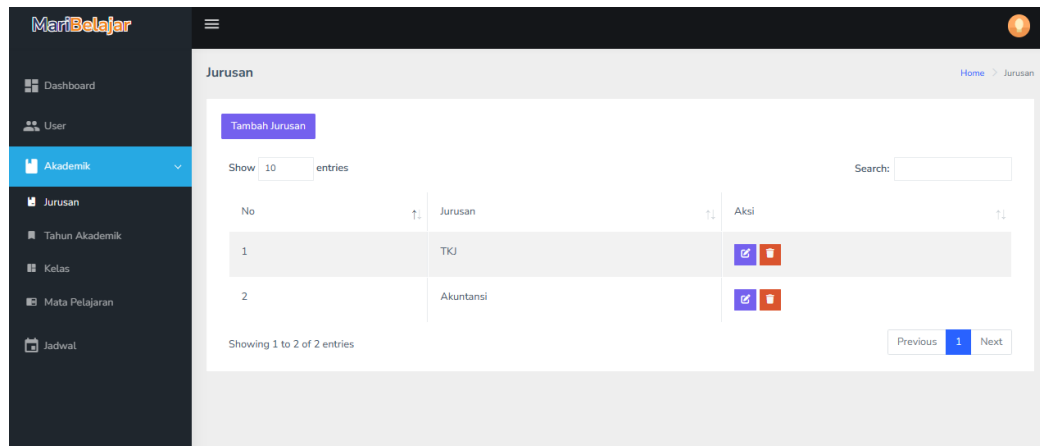 MariBelajar
Dashboard
User
Akademik
Jurusan
Tahun Akademik
Kelas
Mata Pelajaran
Jadwal
Jurusan
Home > Jurusan
Tambah Jurusan
Show 10 entries
Search:
No Jurusan Aksi
1 TKJ
2 Akuntansi
Showing 1 to 2 of 2 entries
Previous 1 Next